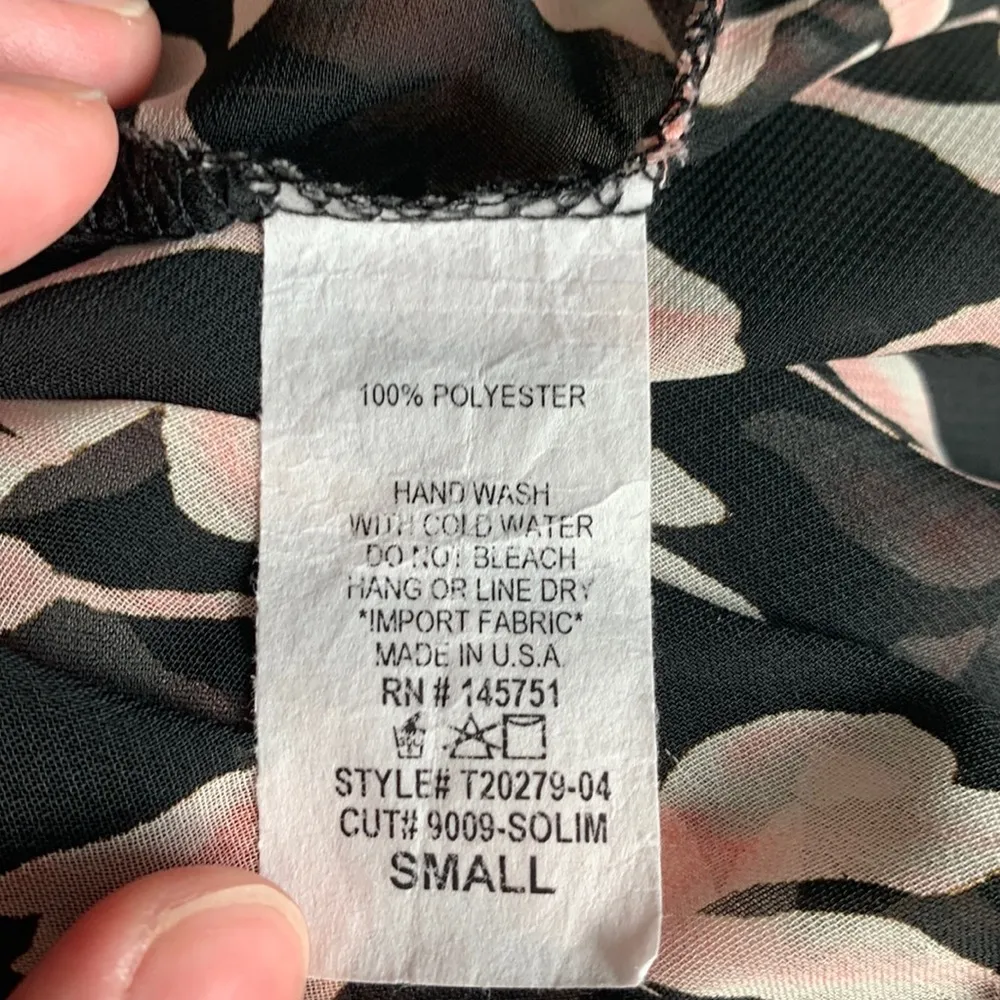 100% POLYESTER
HAND WASH
WITH COLD WATER
DO NOT BLEACH
HANG OR LINE DRY
*IMPORT FABRIC*
MADE IN U.S.A.
RN # 145751
STYLE# T20279-04
CUT# 9009-SOLIM
SMALL